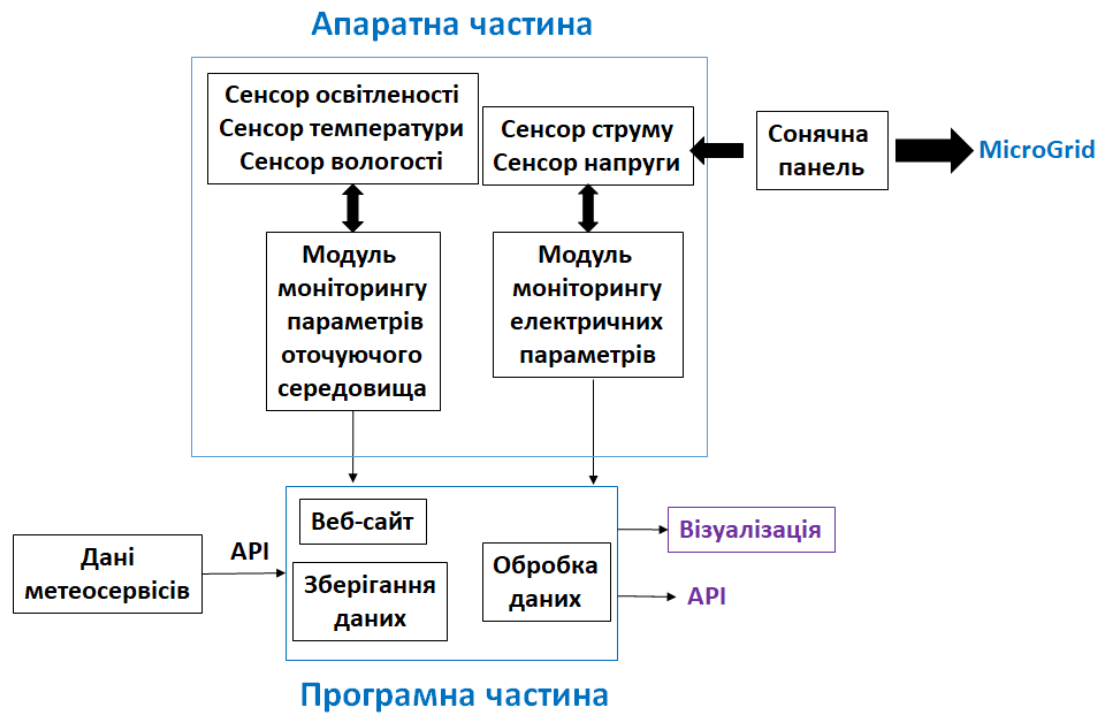 Апаратна частина
Сенсор освітленості
Сенсор температури
Сенсор вологості
Сенсор струму
Сенсор напруги
Сонячна
панель
MicroGrid
Модуль
моніторингу
параметрів
оточуючого
середовища
Модуль
моніторингу
електричних
параметрів
Дані
метеосервісів
API
Веб-сайт
Зберігання
даних
Обробка
даних
Візуалізація
API
Програмна частина